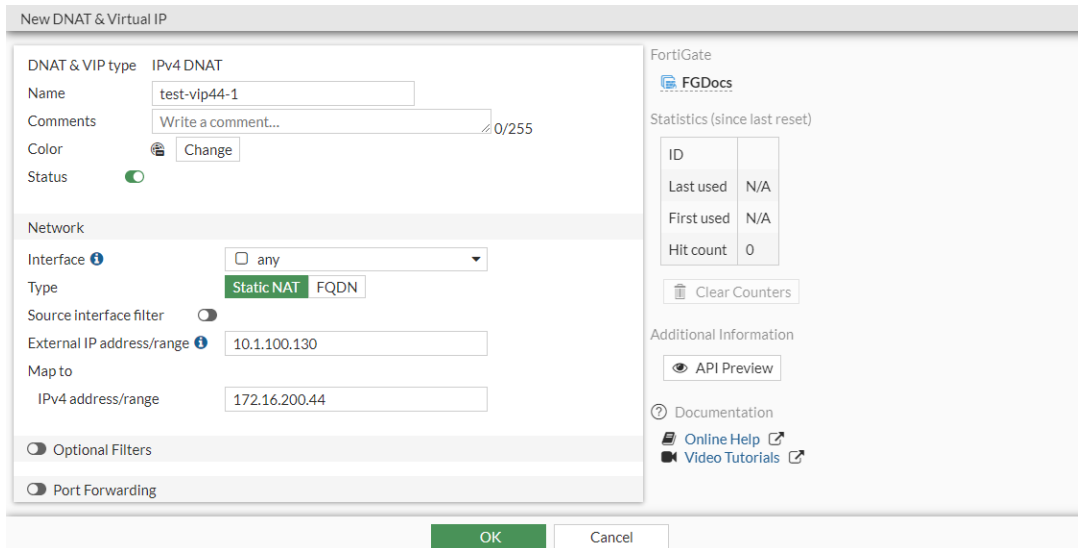 New DNAT & Virtual IP
DNAT & VIP type IPv4 DNAT
Name test-vip44-1
Comments Write a comment... 0/255
Color Change
Status
Network
Interface any
Type Static NAT FQDN
Source interface filter
External IP address/range 10.1.100.130
Map to
IPv4 address/range 172.16.200.44
Optional Filters
Port Forwarding
FortiGate
FGDocs
Statistics (since last reset)
ID
Last used N/A
First used N/A
Hit count 0
Clear Counters
Additional Information
API Preview
Documentation
Online Help
Video Tutorials
OK Cancel